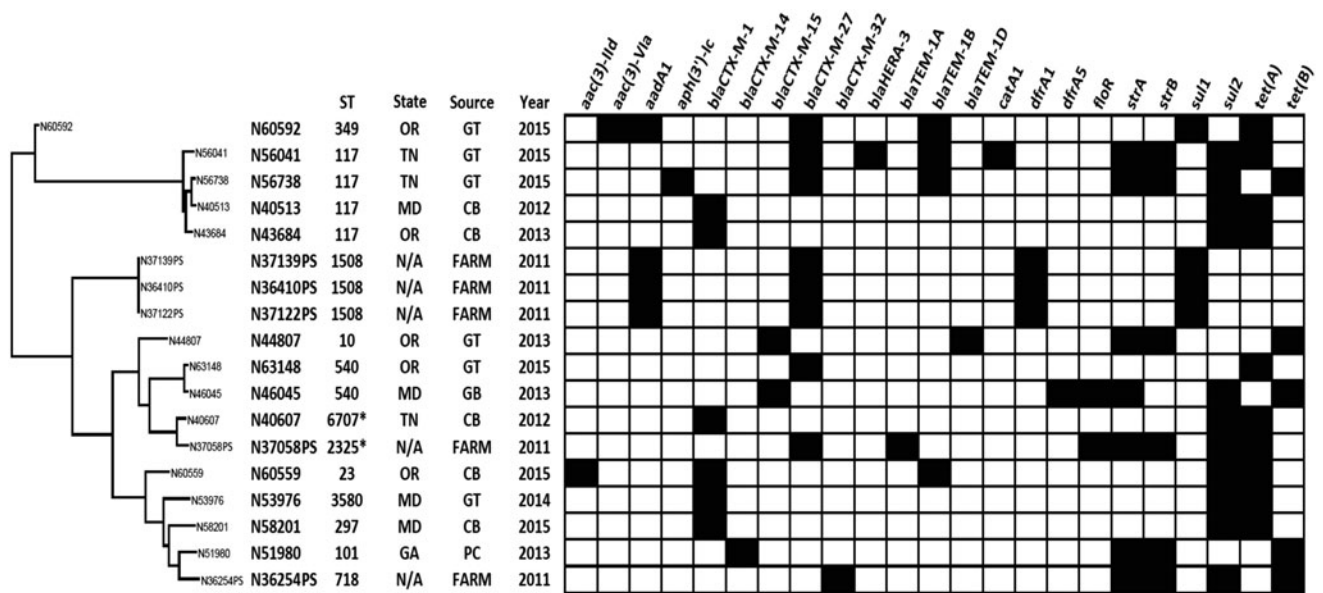 aac(3)-IId
aac(3)-VIa
aadA1
aph(3')-Ic
blaCTX-M-1
blaCTX-M-14
blaCTX-M-15
blaCTX-M-27
blaCTX-M-32
blaHERA-3
blaTEM-1A
blaTEM-1B
blaTEM-1D
catA1
dfrA1
dfrA5
floR
strA
strB
sul1
sul2
tet(A)
tet(B)
ST State Source Year
N60592 N60592 349 OR GT 2015
N56041 N56041 117 TN GT 2015
N56738 N56738 117 TN GT 2015
N40513 N40513 117 MD CB 2012
N43684 N43684 117 OR CB 2013
N37139PS N37139PS 1508 N/A FARM 2011
N36410PS N36410PS 1508 N/A FARM 2011
N37122PS N37122PS 1508 N/A FARM 2011
N44807 N44807 10 OR GT 2013
N63148 N63148 540 OR GT 2015
N46045 N46045 540 MD GB 2013
N40607 N40607 6707* TN CB 2012
N37058PS N37058PS 2325* N/A FARM 2011
N60559 N60559 23 OR CB 2015
N53976 N53976 3580 MD GT 2014
N58201 N58201 297 MD CB 2015
N51980 N51980 101 GA PC 2013
N36254PS N36254PS 718 N/A FARM 2011